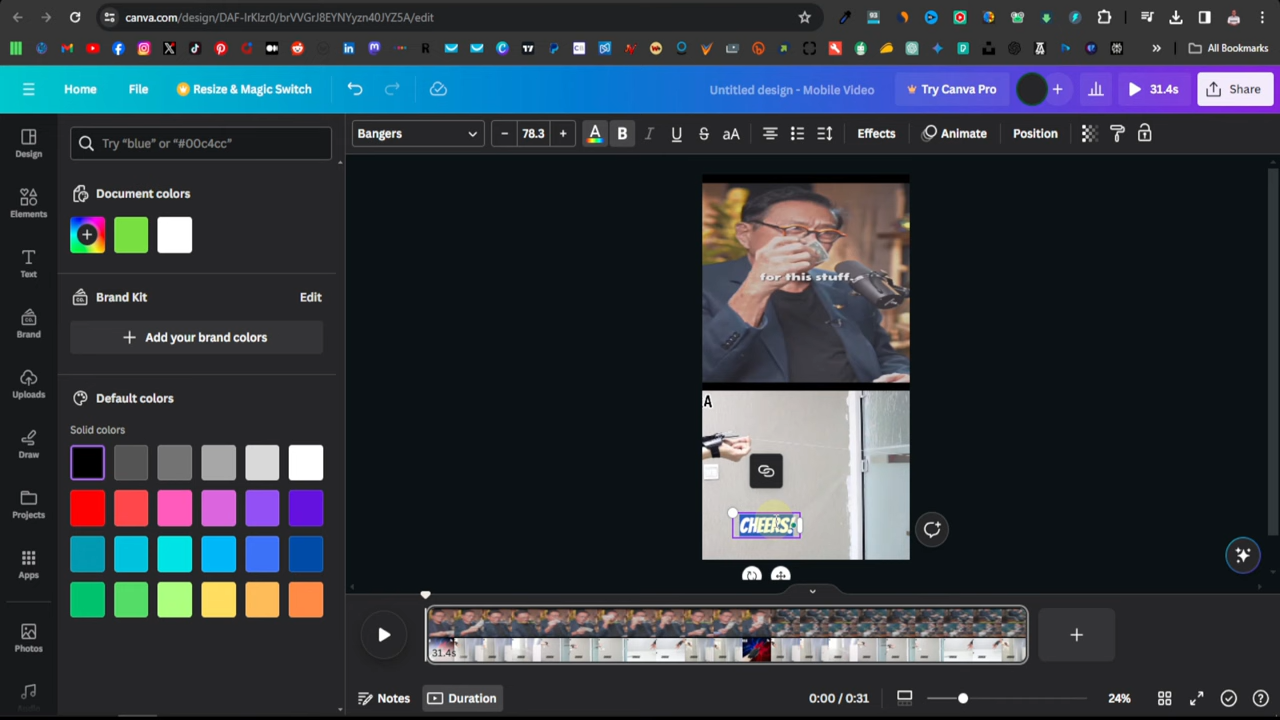 canva.com/design/DAF-IrKIzr0/brVVGrJ8EYNYyzn40JYZ5A/edit
All Bookmarks
Home
File
Resize & Magic Switch
Untitled design - Mobile Video
Try Canva Pro
31.4s
Share
Try "blue" or "#00c4cc"
Bangers
78.3
A
B
I
U
S
aA
Effects
Animate
Position
Design
Elements
Text
Brand
Uploads
Draw
Projects
Apps
Photos
Audio
Document colors
Brand Kit
Edit
Add your brand colors
Default colors
Solid colors
for this stuff.
A
CHEERS!
31.4s
Notes
Duration
0:00 / 0:31
24%